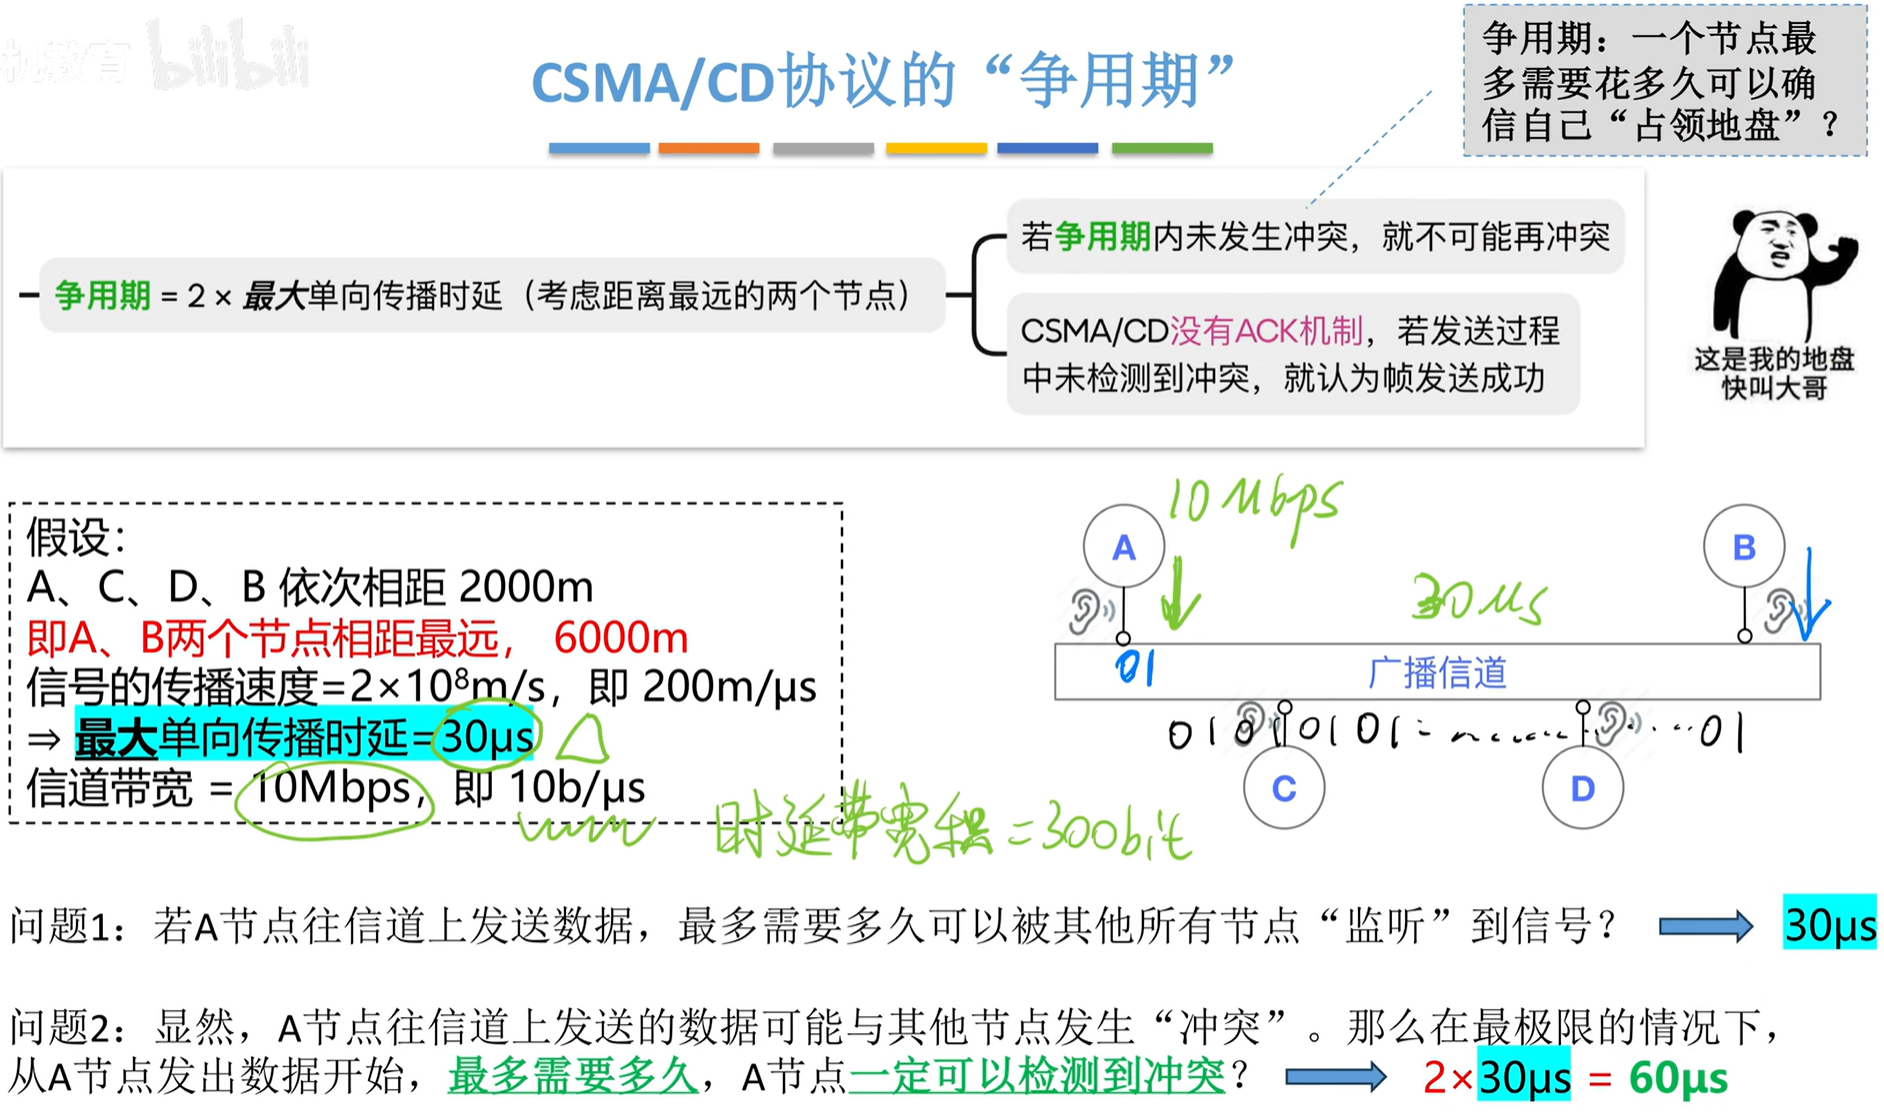 机教育 bilibili
CSMA/CD协议的“争用期”
争用期：一个节点最
多需要花多久可以确
信自己“占领地盘”？
争用期 = 2 × 最大单向传播时延（考虑距离最远的两个节点）
若争用期内未发生冲突，就不可能再冲突
CSMA/CD没有ACK机制，若发送过程
中未检测到冲突，就认为帧发送成功
这是我的地盘
快叫大哥
假设：
A、C、D、B 依次相距 2000m
即A、B两个节点相距最远， 6000m
信号的传播速度=2×10⁸m/s，即 200m/μs
⇒ 最大单向传播时延=30μs
信道带宽 = 10Mbps，即 10b/μs
时延带宽积=300bit
10Mbps
A
B
30μs
01
广播信道
01010101-......01
C
D
问题1：若A节点往信道上发送数据，最多需要多久可以被其他所有节点“监听”到信号？
30μs
问题2：显然，A节点往信道上发送的数据可能与其他节点发生“冲突”。那么在最极限的情况下，
从A节点发出数据开始，最多需要多久，A节点一定可以检测到冲突？
2×30μs = 60μs